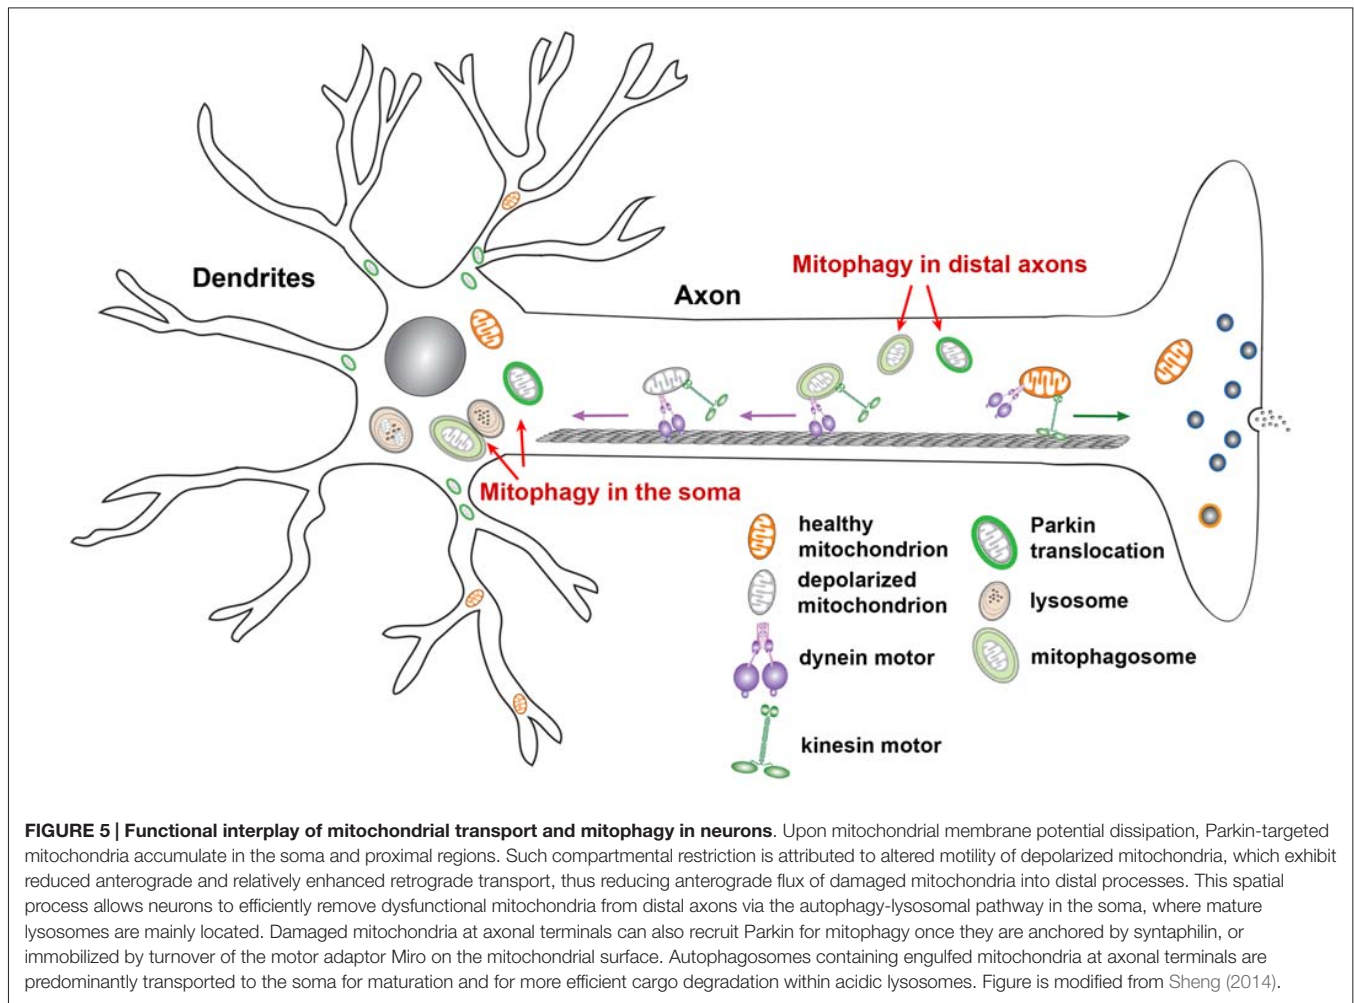 Dendrites
Axon
Mitophagy in distal axons
Mitophagy in the soma
healthy
mitochondrion
depolarized
mitochondrion
dynein motor
kinesin motor
Parkin
translocation
lysosome
mitophagosome
FIGURE 5 | Functional interplay of mitochondrial transport and mitophagy in neurons. Upon mitochondrial membrane potential dissipation, Parkin-targeted
mitochondria accumulate in the soma and proximal regions. Such compartmental restriction is attributed to altered motility of depolarized mitochondria, which exhibit
reduced anterograde and relatively enhanced retrograde transport, thus reducing anterograde flux of damaged mitochondria into distal processes. This spatial
process allows neurons to efficiently remove dysfunctional mitochondria from distal axons via the autophagy-lysosomal pathway in the soma, where mature
lysosomes are mainly located. Damaged mitochondria at axonal terminals can also recruit Parkin for mitophagy once they are anchored by syntaphilin, or
immobilized by turnover of the motor adaptor Miro on the mitochondrial surface. Autophagosomes containing engulfed mitochondria at axonal terminals are
predominantly transported to the soma for maturation and for more efficient cargo degradation within acidic lysosomes. Figure is modified from Sheng (2014).